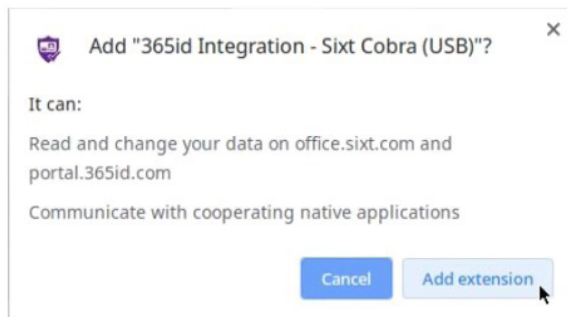 Add "365id Integration - Sixt Cobra (USB)"?
It can:
Read and change your data on office.sixt.com and
portal.365id.com
Communicate with cooperating native applications
Cancel
Add extension